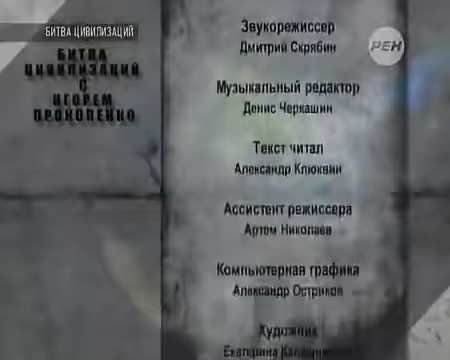 БИТВА ЦИВИЛИЗАЦИЙ
БИТВА
ЦИВИЛИЗАЦИЙ
С
ИГОРЕМ
ПРОКОПЕНКО
РЕН
Звукорежиссер
Дмитрий Скрябин
Музыкальный редактор
Денис Черкашин
Текст читал
Александр Клюквин
Ассистент режиссера
Артем Николаев
Компьютерная графика
Александр Остриков
Художник
Екатерина